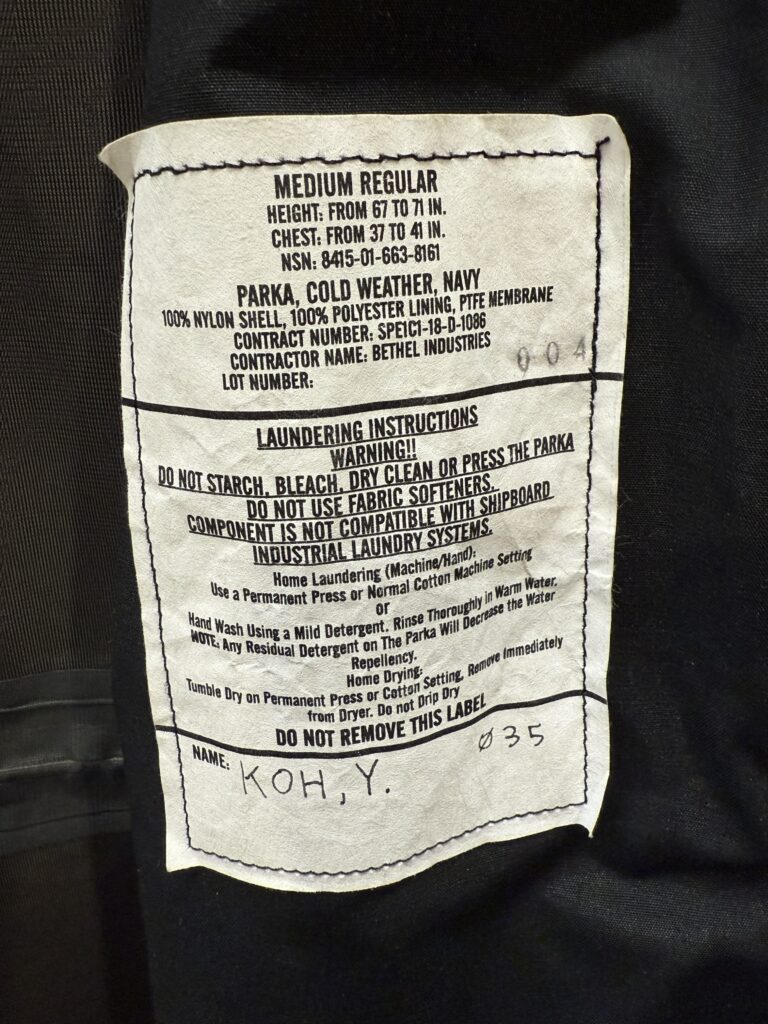 MEDIUM REGULAR
HEIGHT: FROM 67 TO 71 IN.
CHEST: FROM 37 TO 41 IN.
NSN: 8415-01-663-8161
PARKA, COLD WEATHER, NAVY
100% NYLON SHELL, 100% POLYESTER LINING, PTFE MEMBRANE
CONTRACT NUMBER: SPE1C1-18-D-1086
CONTRACTOR NAME: BETHEL INDUSTRIES
LOT NUMBER: 004
LAUNDERING INSTRUCTIONS
WARNING!!
DO NOT STARCH, BLEACH, DRY CLEAN OR PRESS THE PARKA
DO NOT USE FABRIC SOFTENERS.
COMPONENT IS NOT COMPATIBLE WITH SHIPBOARD
INDUSTRIAL LAUNDRY SYSTEMS.
Home Laundering (Machine/Hand):
Use a Permanent Press or Normal Cotton Machine Setting
or
Hand Wash Using a Mild Detergent. Rinse Thoroughly in Warm Water.
NOTE: Any Residual Detergent on The Parka Will Decrease the Water
Repellency.
Home Drying:
Tumble Dry on Permanent Press or Cotton Setting, Remove Immediately
from Dryer. Do not Drip Dry
DO NOT REMOVE THIS LABEL
NAME: KOH, Y. Ø35